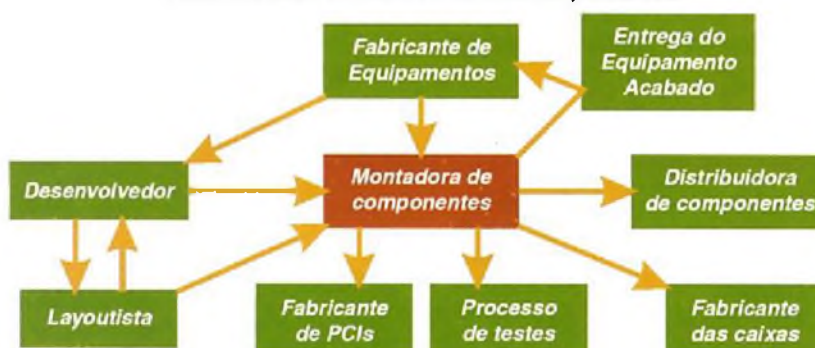 Fabricante de
Equipamentos
Entrega do
Equipamento
Acabado
Desenvolvedor
Montadora de
componentes
Distribuidora
de componentes
Layoutista
Fabricante
de PCIs
Processo
de testes
Fabricante
das caixas